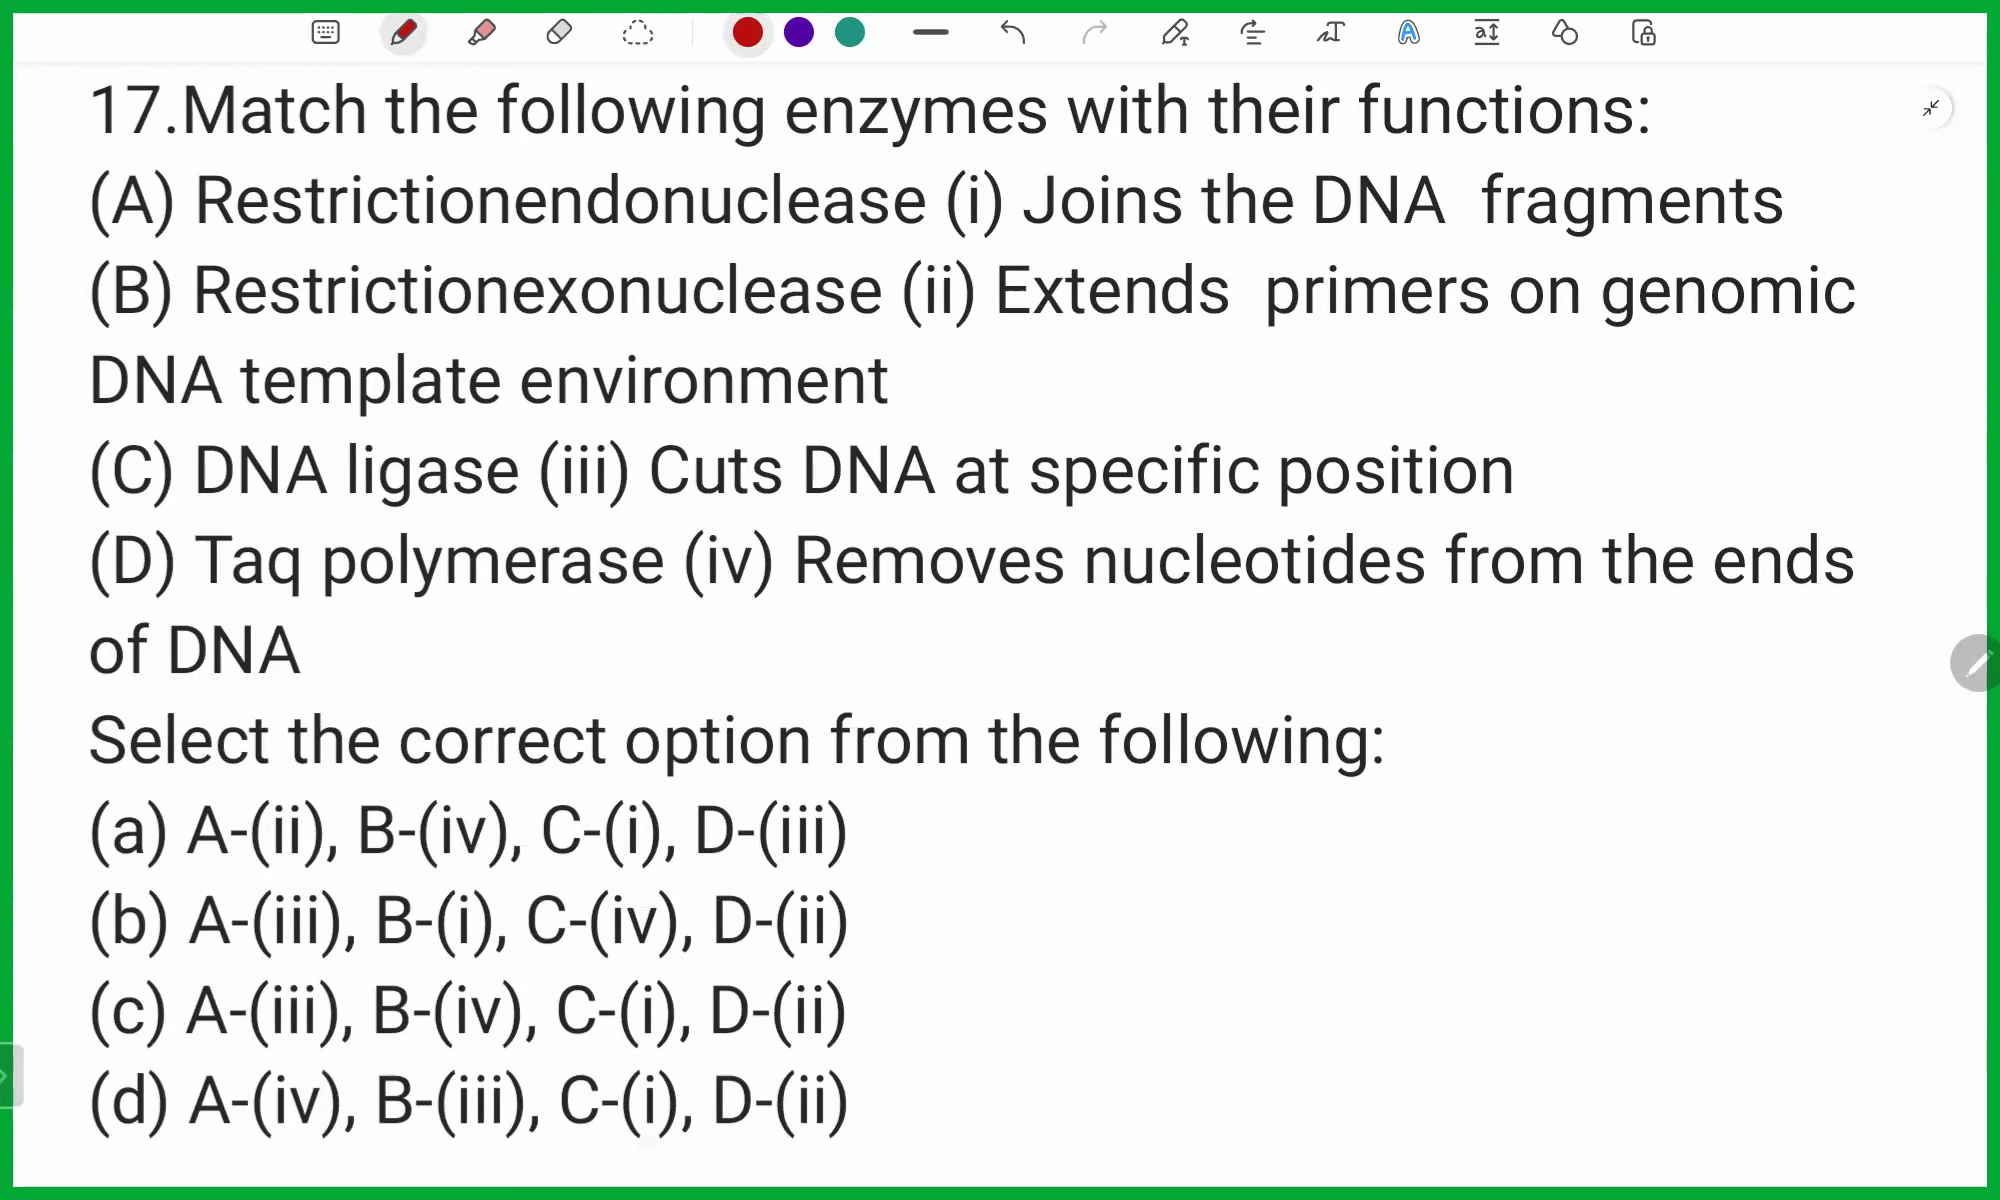 17.Match the following enzymes with their functions:
(A) Restrictionendonuclease (i) Joins the DNA fragments
(B) Restrictionexonuclease (ii) Extends primers on genomic
DNA template environment
(C) DNA ligase (iii) Cuts DNA at specific position
(D) Taq polymerase (iv) Removes nucleotides from the ends
of DNA
Select the correct option from the following:
(a) A-(ii), B-(iv), C-(i), D-(iii)
(b) A-(iii), B-(i), C-(iv), D-(ii)
(c) A-(iii), B-(iv), C-(i), D-(ii)
(d) A-(iv), B-(iii), C-(i), D-(ii)